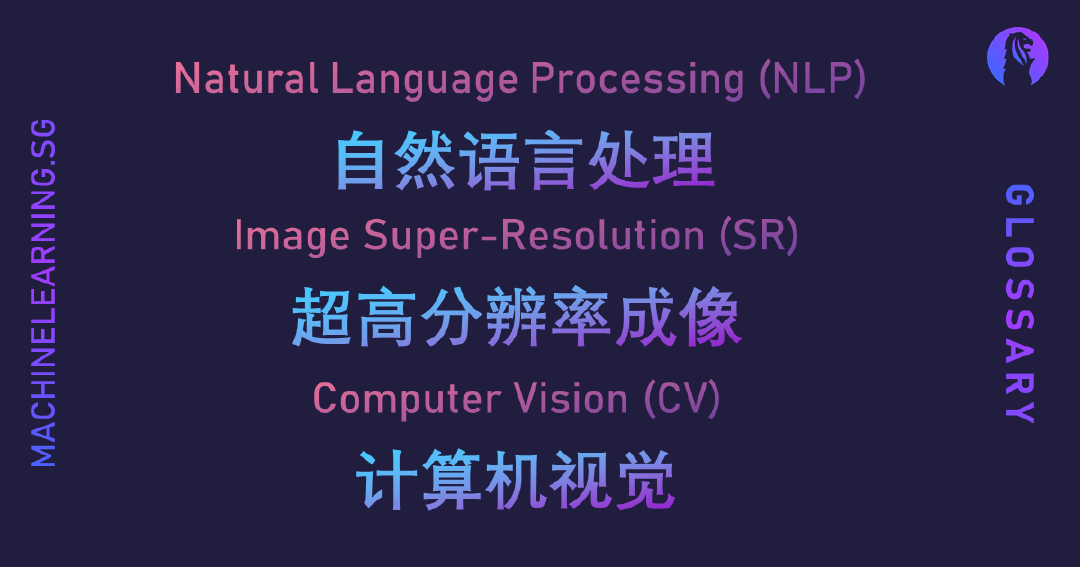 Natural Language Processing (NLP)
自然语言处理
Image Super-Resolution (SR)
超高分辨率成像
Computer Vision (CV)
计算机视觉
MACHINELEARNING.SG
GLOSSARY